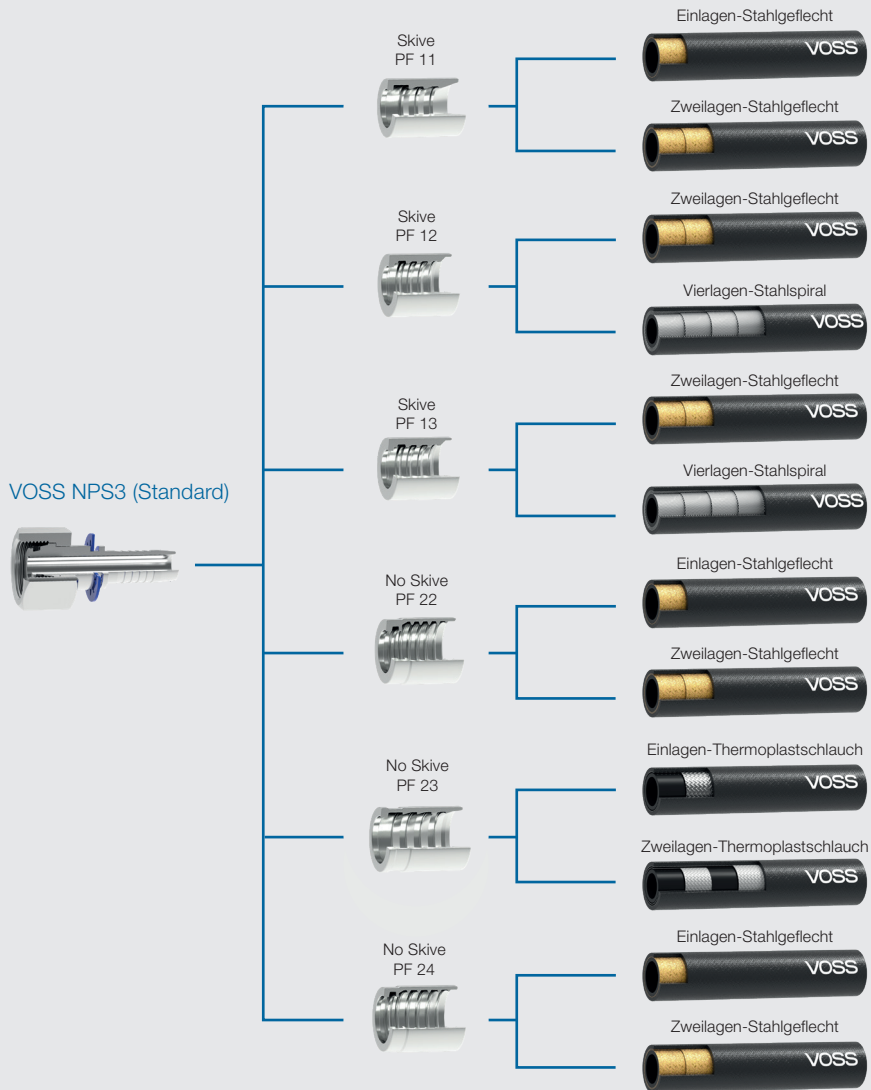 Einlagen-Stahlgeflecht
VOSS
Skive
PF 11
Zweilagen-Stahlgeflecht
VOSS
Zweilagen-Stahlgeflecht
VOSS
Skive
PF 12
Vierlagen-Stahlspiral
VOSS
Zweilagen-Stahlgeflecht
VOSS
Skive
PF 13
Vierlagen-Stahlspiral
VOSS
VOSS NPS3 (Standard)
Einlagen-Stahlgeflecht
VOSS
No Skive
PF 22
Zweilagen-Stahlgeflecht
VOSS
Einlagen-Thermoplastschlauch
VOSS
No Skive
PF 23
Zweilagen-Thermoplastschlauch
VOSS
Einlagen-Stahlgeflecht
VOSS
No Skive
PF 24
Zweilagen-Stahlgeflecht
VOSS